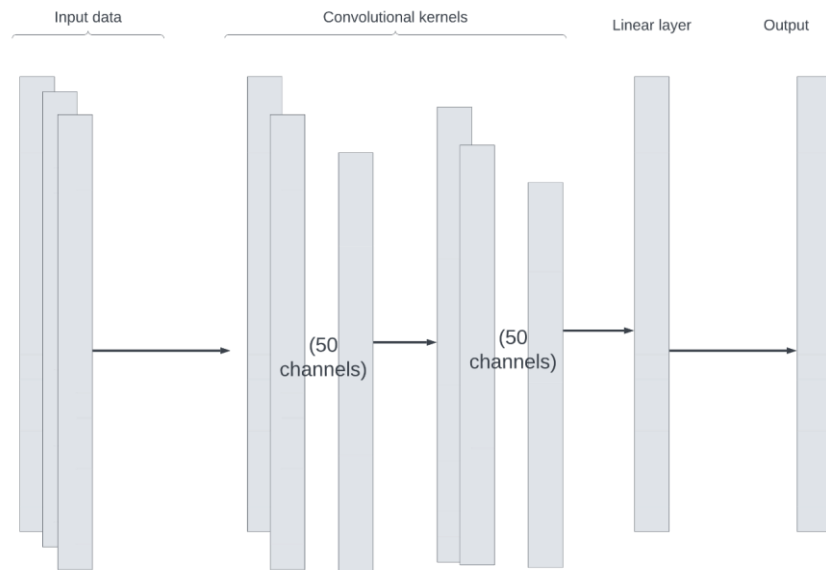 Input data
Convolutional kernels
Linear layer
Output
(50
channels)
(50
channels)